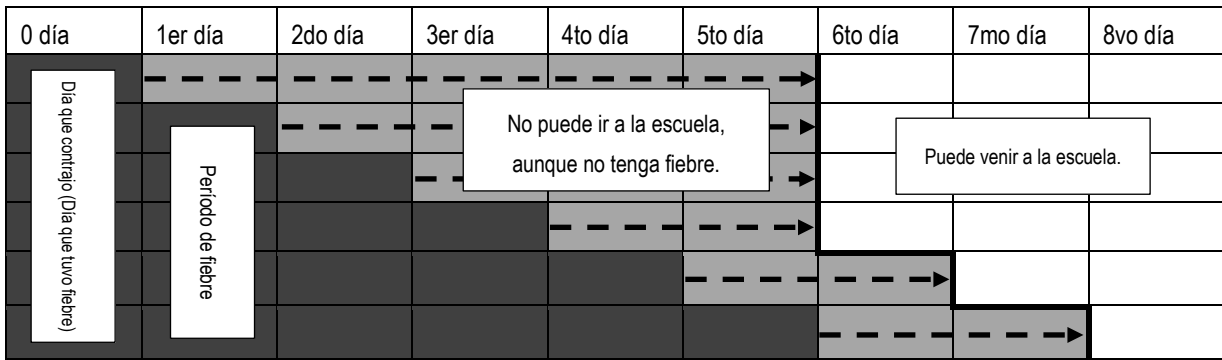 0 día 1er día 2do día 3er día 4to día 5to día 6to día 7mo día 8vo día
Día que contrajo (Día que tuvo fiebre)
Período de fiebre
No puede ir a la escuela,
aunque no tenga fiebre.
Puede venir a la escuela.